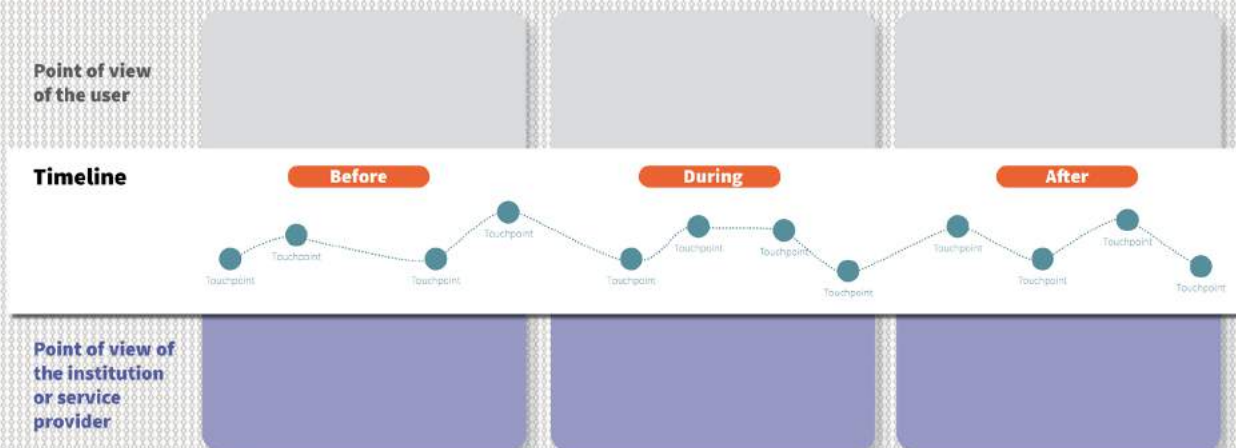 Point of view
of the user
Timeline
Before
During
After
Touchpoint
Touchpoint
Touchpoint
Touchpoint
Touchpoint
Touchpoint
Touchpoint
Touchpoint
Touchpoint
Touchpoint
Touchpoint
Touchpoint
Point of view of
the institution
or service
provider